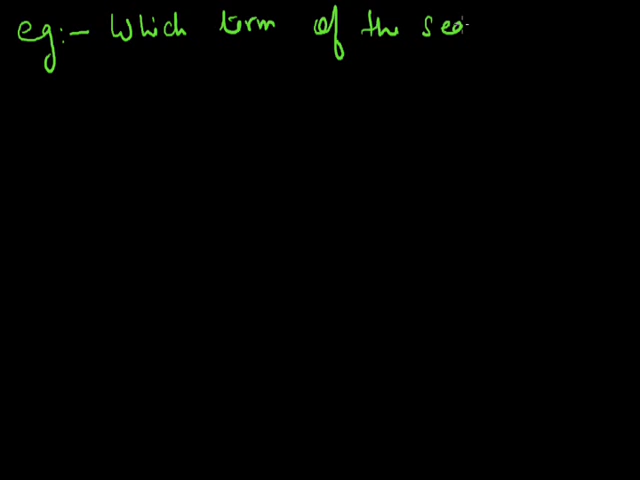 eg:- Which term of the